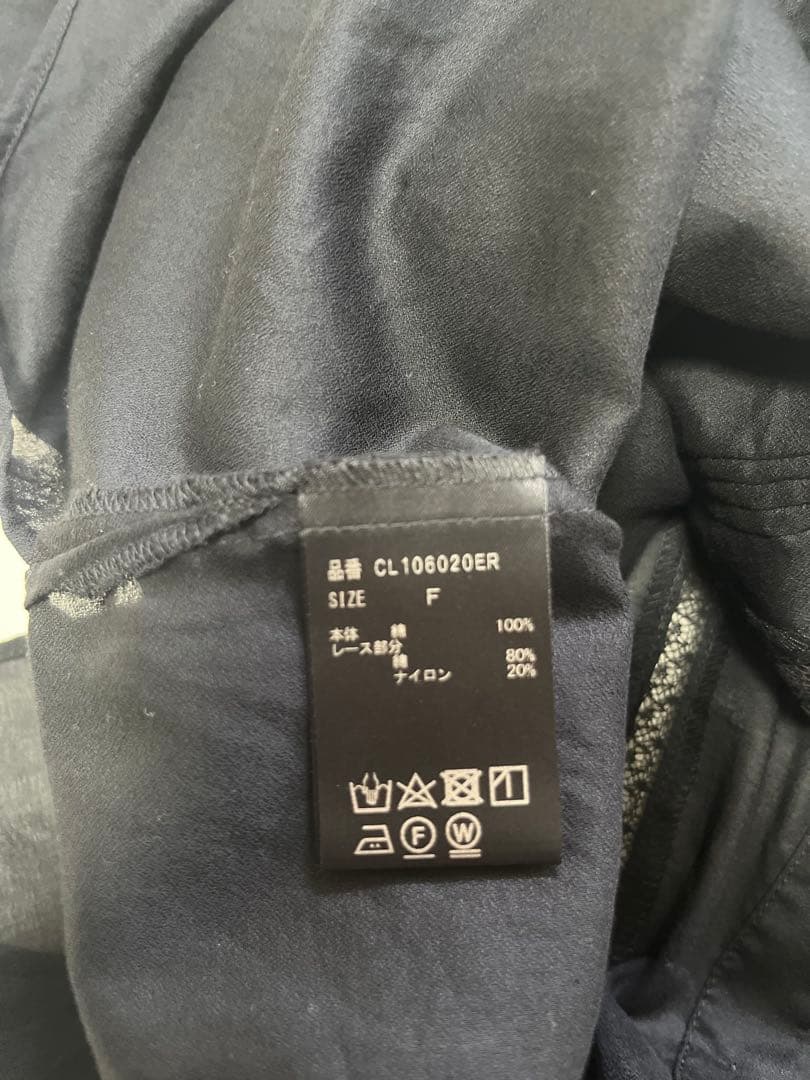 品番 CL106020ER
SIZE F
本体 綿 100%
レース部分
綿 80%
ナイロン 20%
F W